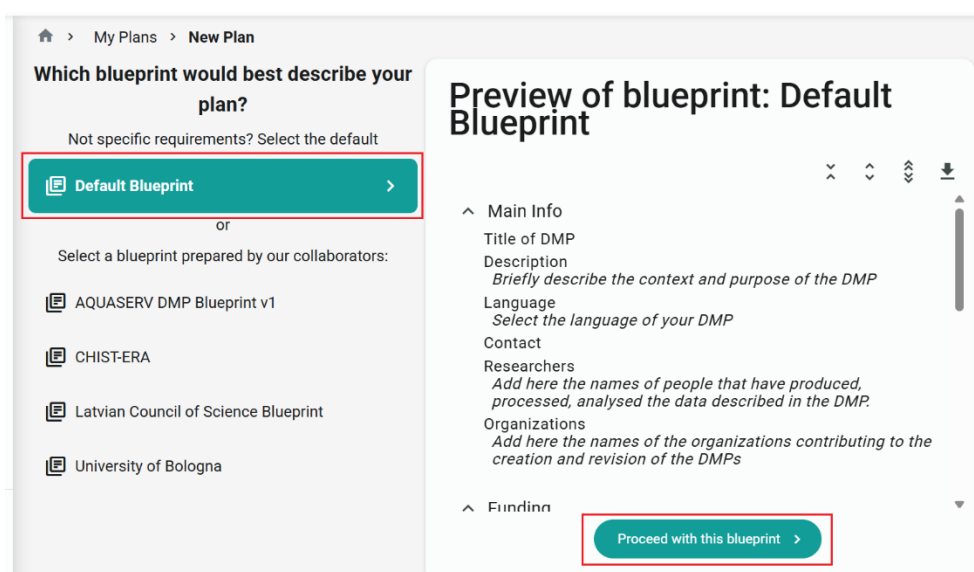 My Plans > New Plan
Which blueprint would best describe your
plan?
Not specific requirements? Select the default
Default Blueprint
or
Select a blueprint prepared by our collaborators:
AQUASERV DMP Blueprint v1
CHIST-ERA
Latvian Council of Science Blueprint
University of Bologna
Preview of blueprint: Default
Blueprint
Main Info
Title of DMP
Description
Briefly describe the context and purpose of the DMP
Language
Select the language of your DMP
Contact
Researchers
Add here the names of people that have produced,
processed, analysed the data described in the DMP.
Organizations
Add here the names of the organizations contributing to the
creation and revision of the DMPs
Funding
Proceed with this blueprint